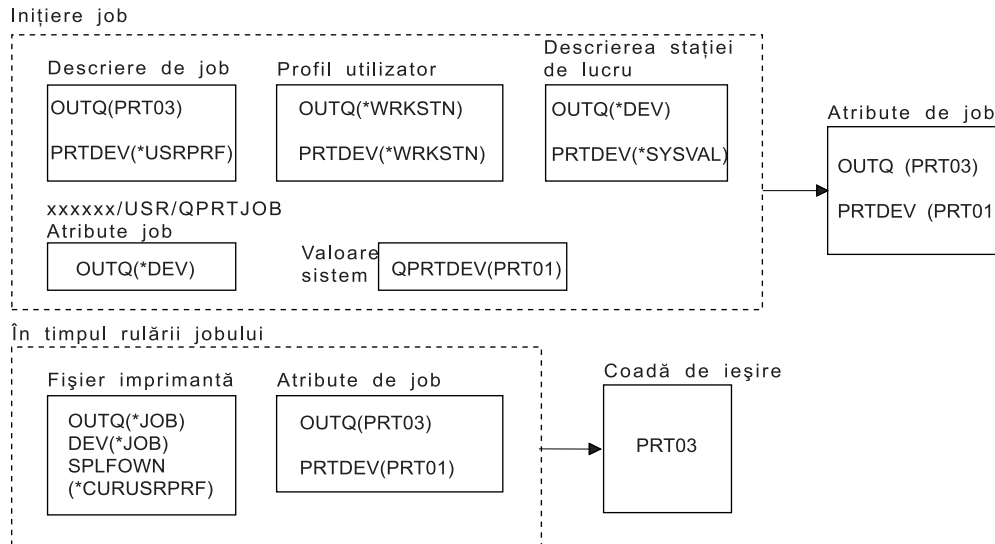 Inițiere job
Descriere de job
OUTQ(PRT03)
PRTDEV(*USRPRF)
Profil utilizator
OUTQ(*WRKSTN)
PRTDEV(*WRKSTN)
Descrierea stației
de lucru
OUTQ(*DEV)
PRTDEV(*SYSVAL)
xxxxxx/USR/QPRTJOB
Atribute job
OUTQ(*DEV)
Valoare
sistem
QPRTDEV(PRT01)
Atribute de job
OUTQ (PRT03)
PRTDEV (PRT01
În timpul rulării jobului
Fişier imprimantă
OUTQ(*JOB)
DEV(*JOB)
SPLFOWN
(*CURUSRPRF)
Atribute de job
OUTQ(PRT03)
PRTDEV(PRT01)
Coadă de ieşire
PRT03